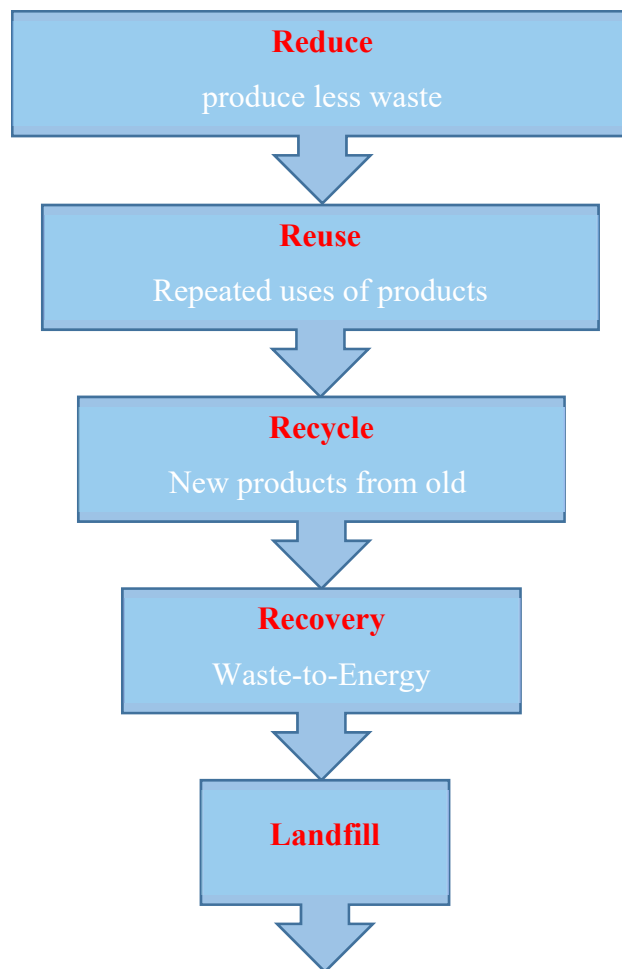 Reduce
produce less waste
Reuse
Repeated uses of products
Recycle
New products from old
Recovery
Waste-to-Energy
Landfill